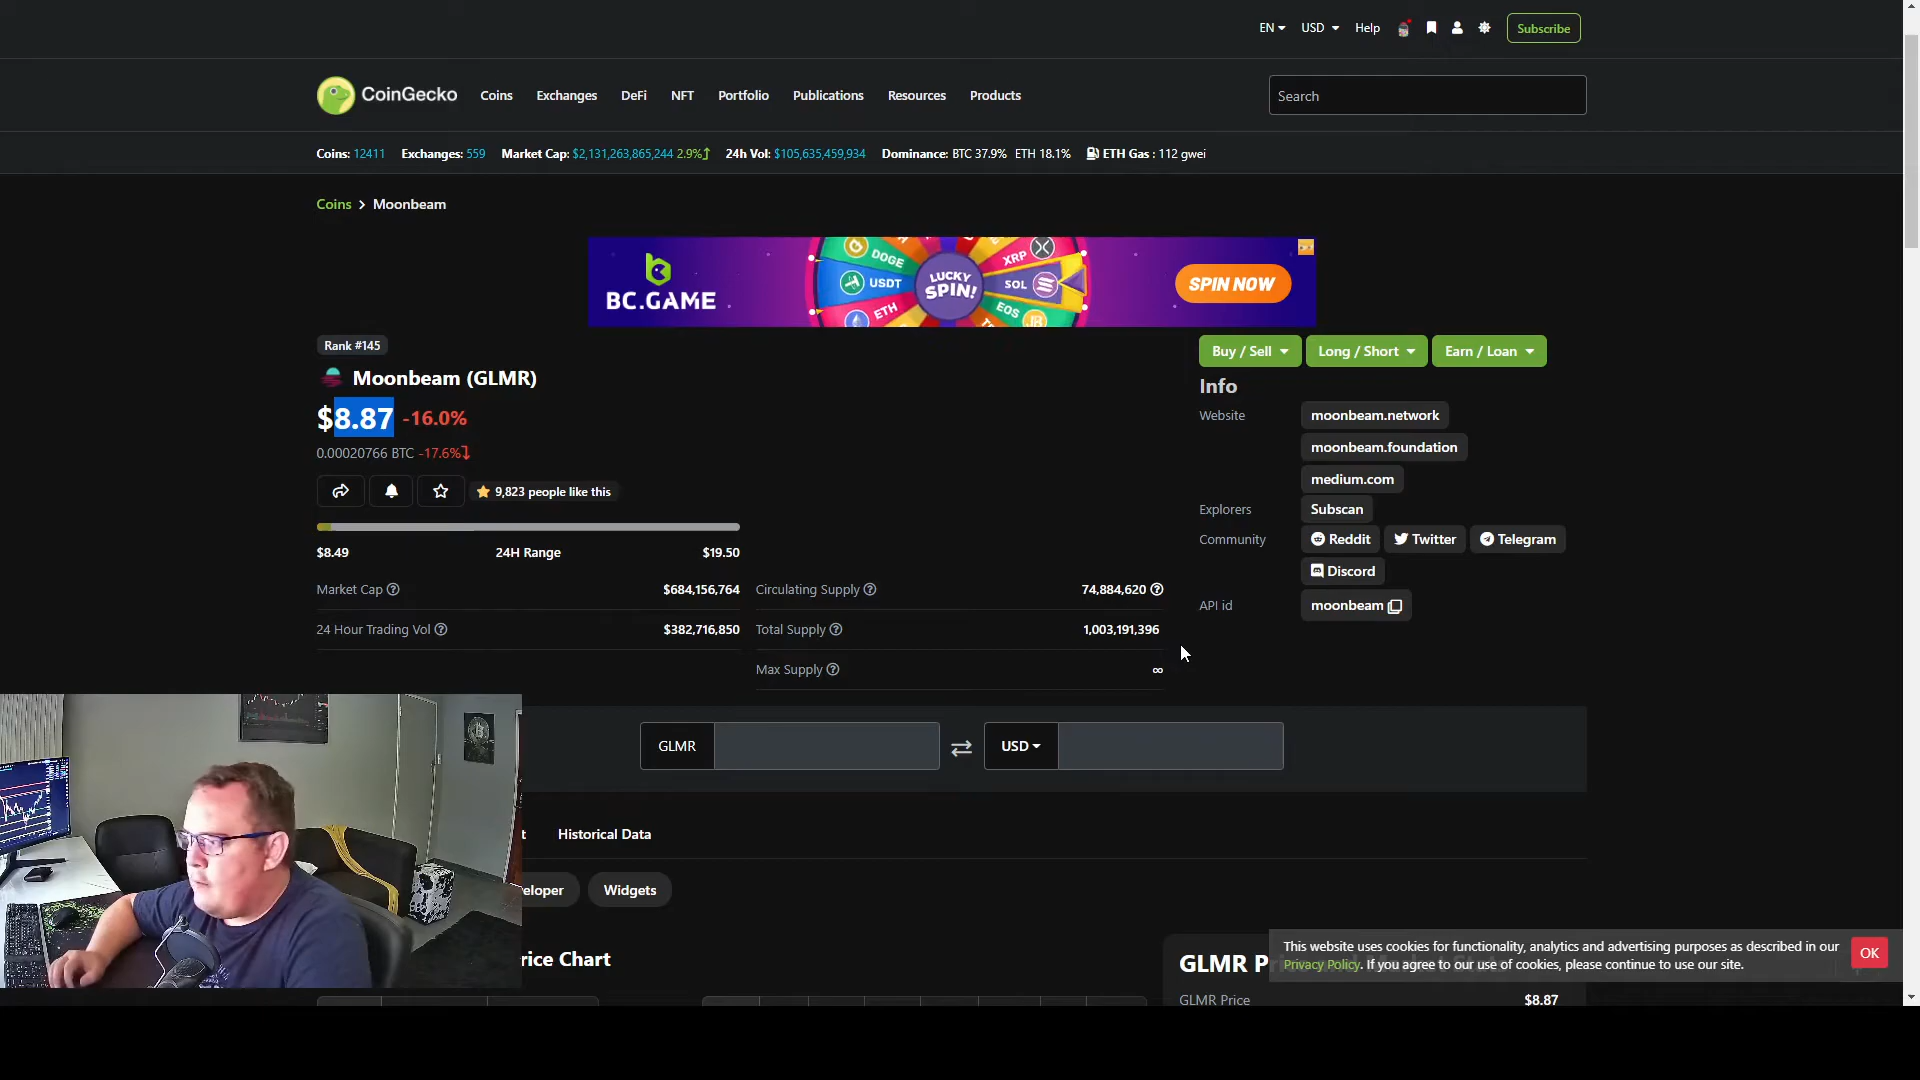 EN USD Help Subscribe
CoinGecko Coins Exchanges DeFi NFT Portfolio Publications Resources Products Search
Coins: 12411 Exchanges: 559 Market Cap: $2,131,263,865,244 2.9% 24h Vol: $105,635,459,934 Dominance: BTC 37.9% ETH 18.1% ETH Gas : 112 gwei
Coins > Moonbeam
BC.GAME
DOGE
USDT
ETH
LUCKY
SPIN!
XRP
SOL
EOS
SPIN NOW
Rank #145
Moonbeam (GLMR)
$8.87 -16.0%
0.00020766 BTC -17.6%
9,823 people like this
$8.49 24H Range $19.50
Market Cap $684,156,764
24 Hour Trading Vol $382,716,850
Circulating Supply 74,884,620
Total Supply 1,003,191,396
Max Supply ∞
Buy / Sell Long / Short Earn / Loan
Info
Website moonbeam.network
moonbeam.foundation
medium.com
Explorers Subscan
Community Reddit Twitter Telegram
Discord
API id moonbeam
GLMR USD
t Historical Data
eloper Widgets
rice Chart
GLMR P
GLMR Price $8.87
This website uses cookies for functionality, analytics and advertising purposes as described in our
Privacy Policy. If you agree to our use of cookies, please continue to use our site.
OK